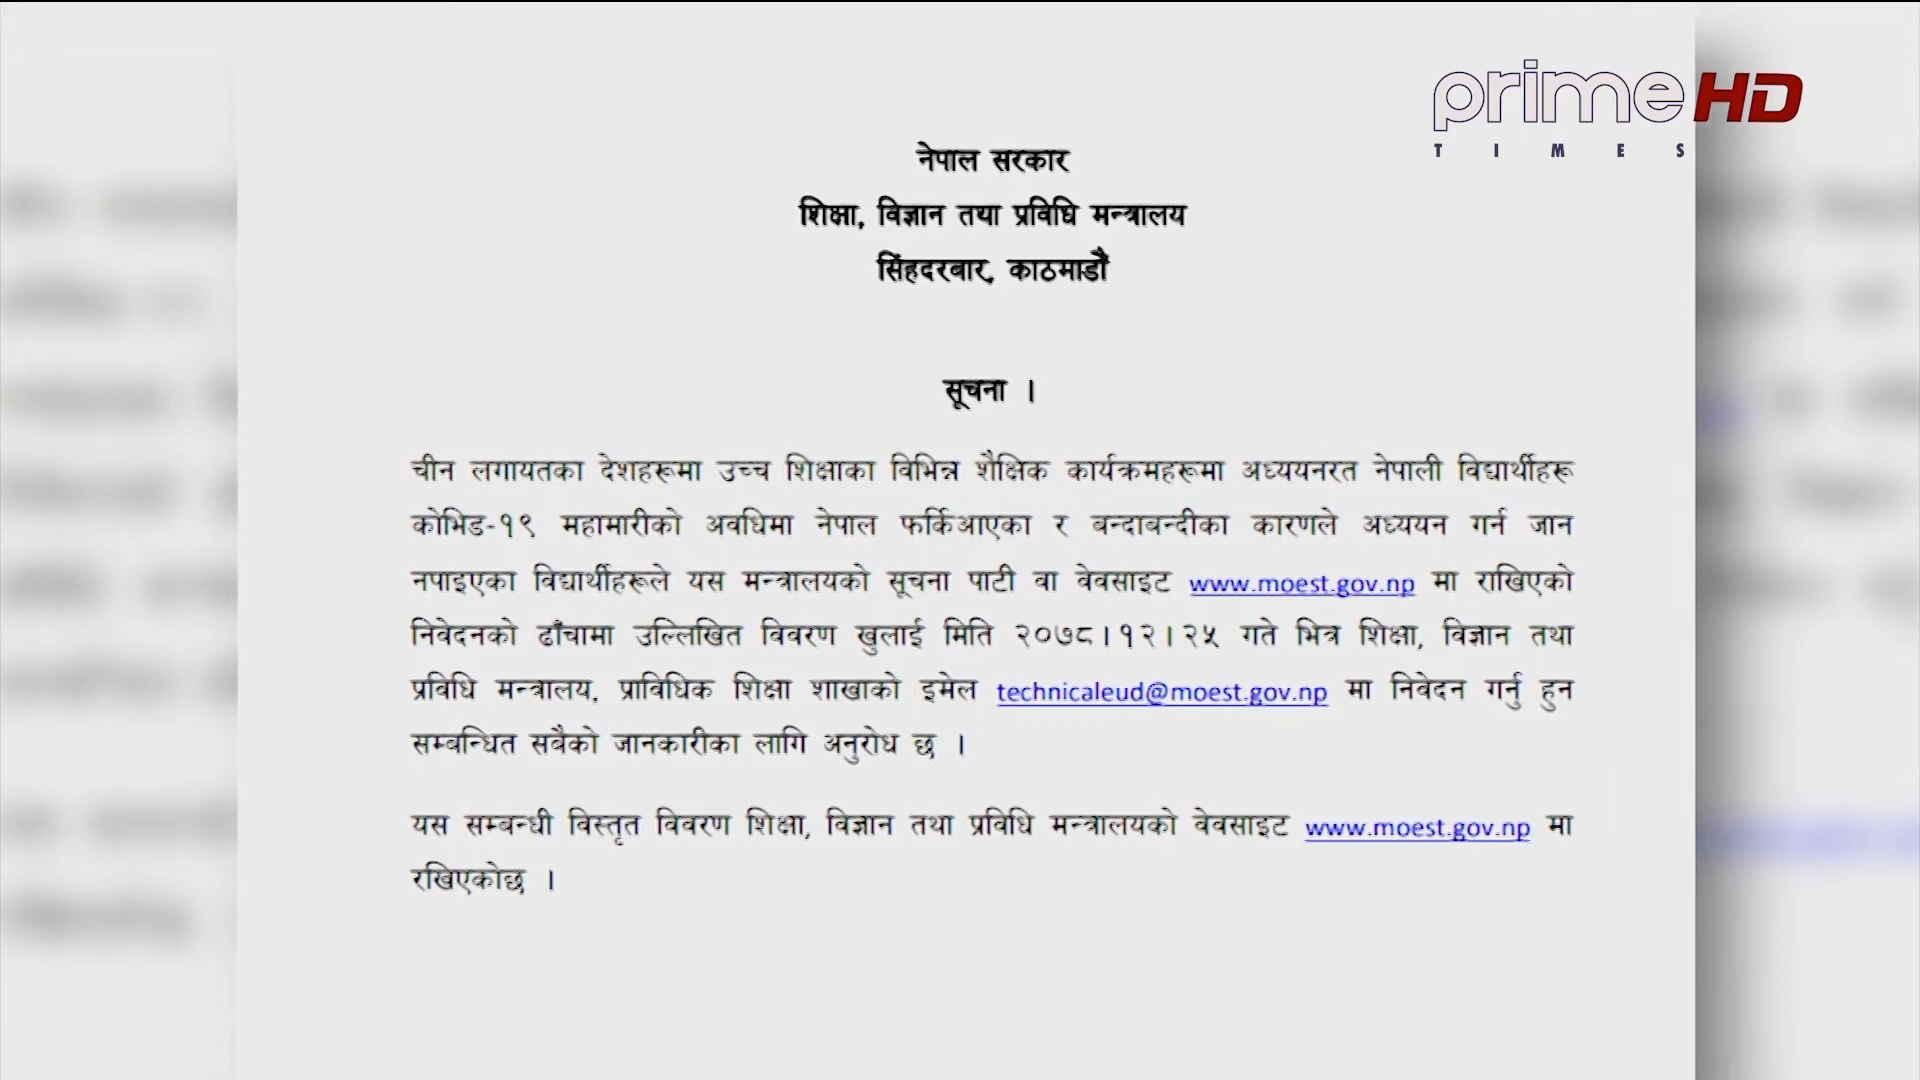 prime HD
TIMES
नेपाल सरकार
शिक्षा, विज्ञान तथा प्रविधि मन्त्रालय
सिंहदरबार, काठमाडौं
सूचना ।
चीन लगायतका देशहरूमा उच्च शिक्षाका विभिन्न शैक्षिक कार्यक्रमहरूमा अध्ययनरत नेपाली विद्यार्थीहरू
कोभिड-१९ महामारीको अवधिमा नेपाल फर्किआएका र बन्दाबन्दीका कारणले अध्ययन गर्न जान
नपाइएका विद्यार्थीहरूले यस मन्त्रालयको सूचना पाटी वा वेवसाइट www.moest.gov.np मा राखिएको
निवेदनको ढाँचामा उल्लिखित विवरण खुलाई मिति २०७८।१२।२५ गते भित्र शिक्षा, विज्ञान तथा
प्रविधि मन्त्रालय, प्राविधिक शिक्षा शाखाको इमेल technicaleud@moest.gov.np मा निवेदन गर्नु हुन
सम्बन्धित सबैको जानकारीका लागि अनुरोध छ ।
यस सम्बन्धी विस्तृत विवरण शिक्षा, विज्ञान तथा प्रविधि मन्त्रालयको वेवसाइट www.moest.gov.np मा
रखिएकोछ ।